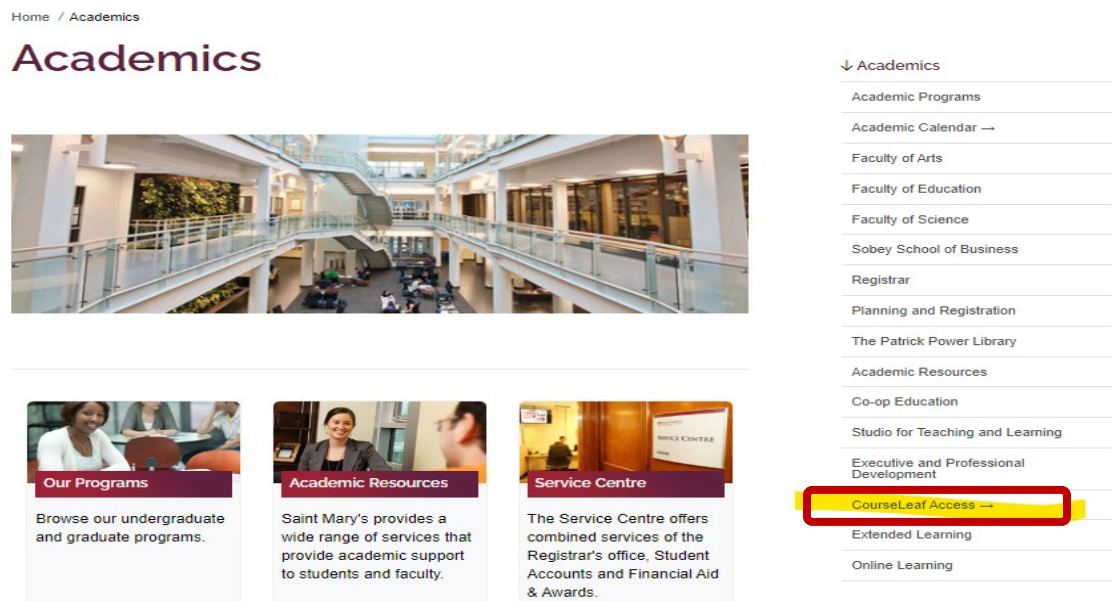 Home / Academics
Academics
↓ Academics
Academic Programs
Academic Calendar →
Faculty of Arts
Faculty of Education
Faculty of Science
Sobey School of Business
Registrar
Planning and Registration
The Patrick Power Library
Academic Resources
Co-op Education
Studio for Teaching and Learning
Executive and Professional
Development
CourseLeaf Access →
Extended Learning
Online Learning
Our Programs
Browse our undergraduate
and graduate programs.
Academic Resources
Saint Mary's provides a
wide range of services that
provide academic support
to students and faculty.
SERVICE CENTRE
Service Centre
The Service Centre offers
combined services of the
Registrar's office, Student
Accounts and Financial Aid
& Awards.